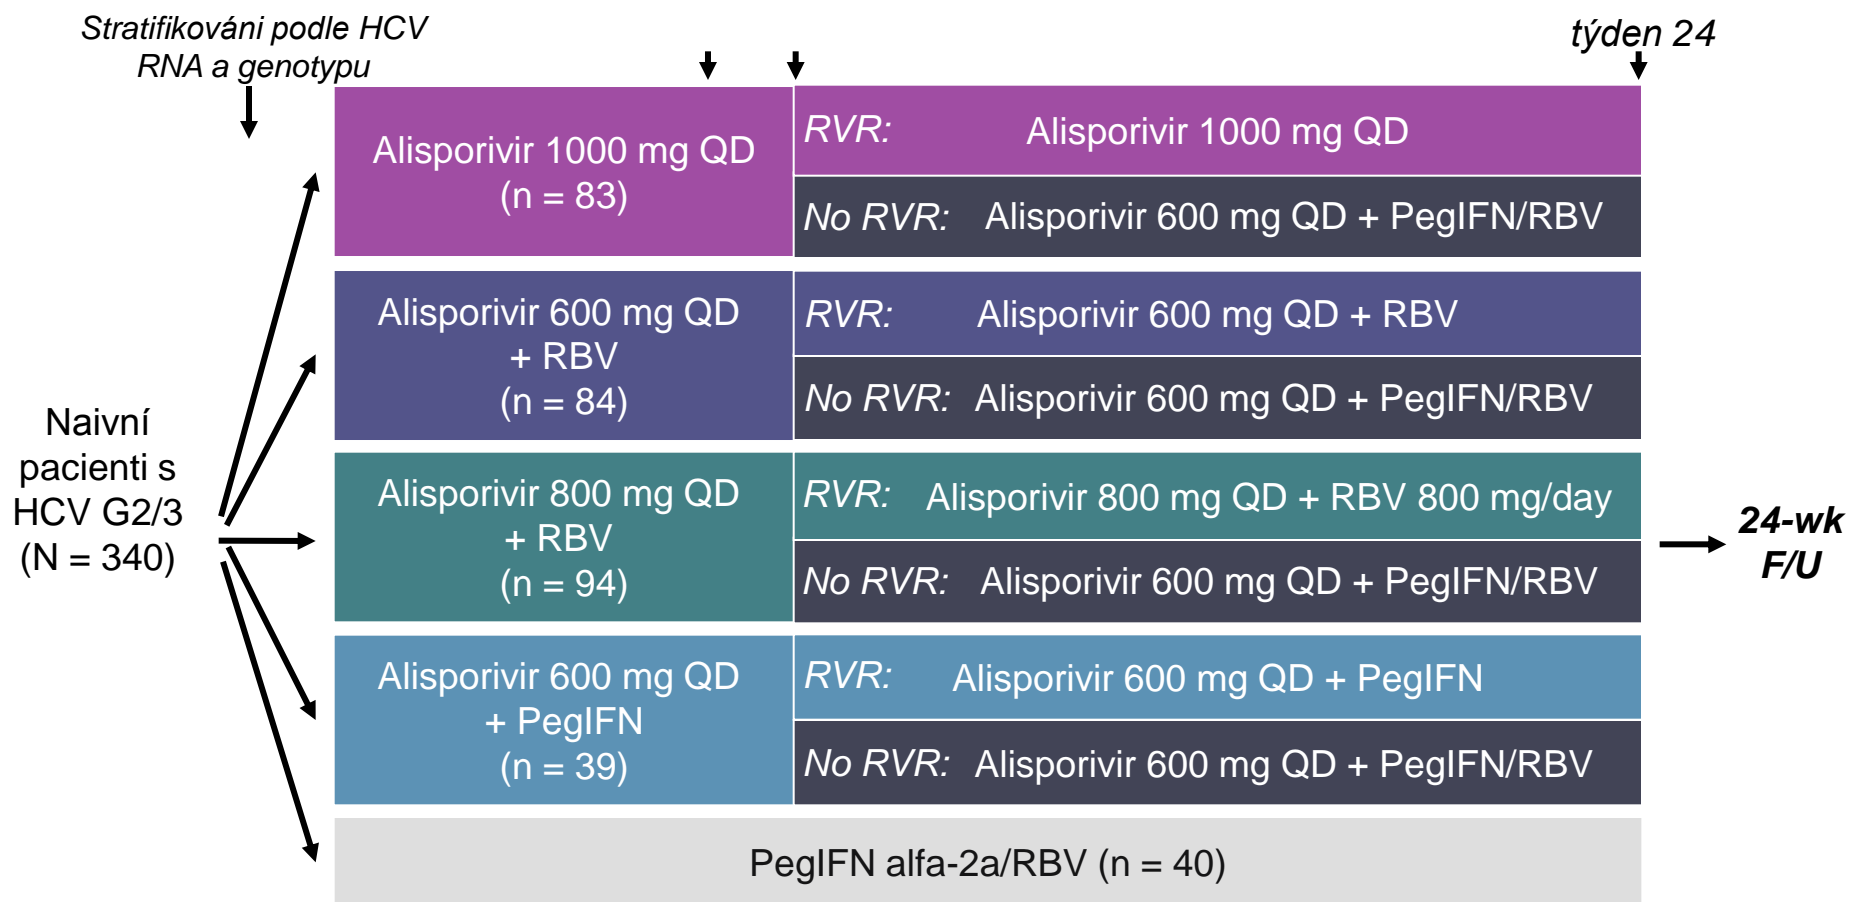 Stratifikováni podle HCV
RNA a genotypu
týden 24
Alisporivir 1000 mg QD
(n = 83)
RVR: Alisporivir 1000 mg QD
No RVR: Alisporivir 600 mg QD + PegIFN/RBV
Alisporivir 600 mg QD
+ RBV
(n = 84)
RVR: Alisporivir 600 mg QD + RBV
No RVR: Alisporivir 600 mg QD + PegIFN/RBV
Naivní
pacienti s
HCV G2/3
(N = 340)
Alisporivir 800 mg QD
+ RBV
(n = 94)
RVR: Alisporivir 800 mg QD + RBV 800 mg/day
No RVR: Alisporivir 600 mg QD + PegIFN/RBV
24-wk
F/U
Alisporivir 600 mg QD
+ PegIFN
(n = 39)
RVR: Alisporivir 600 mg QD + PegIFN
No RVR: Alisporivir 600 mg QD + PegIFN/RBV
PegIFN alfa-2a/RBV (n = 40)